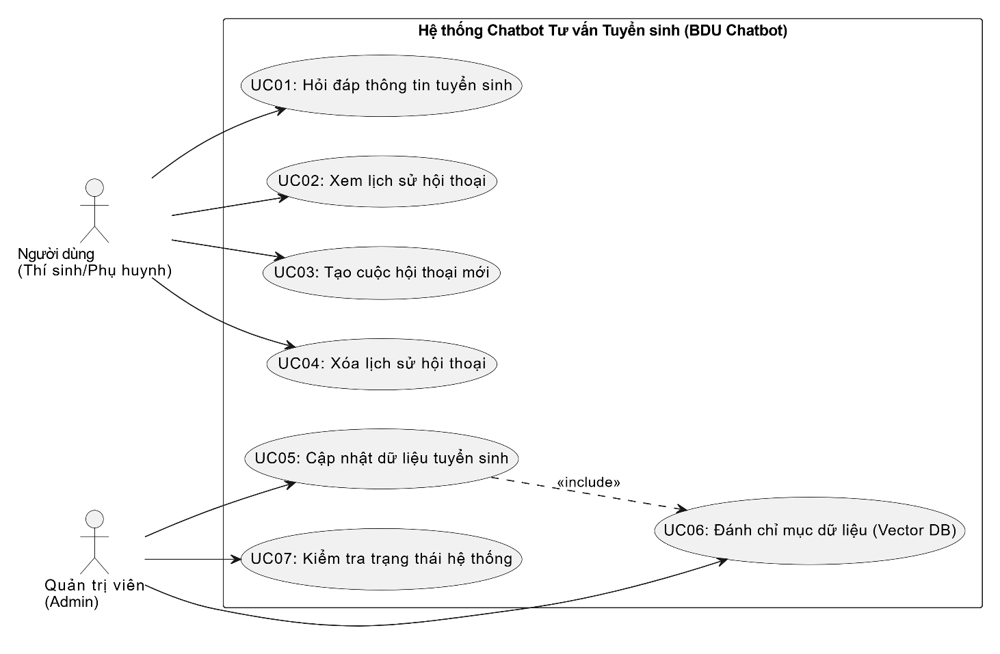 Hệ thống Chatbot Tư vấn Tuyển sinh (BDU Chatbot)
UC01: Hỏi đáp thông tin tuyển sinh
UC02: Xem lịch sử hội thoại
Người dùng
(Thí sinh/Phụ huynh)
UC03: Tạo cuộc hội thoại mới
UC04: Xóa lịch sử hội thoại
UC05: Cập nhật dữ liệu tuyển sinh
«include»
UC06: Đánh chỉ mục dữ liệu (Vector DB)
UC07: Kiểm tra trạng thái hệ thống
Quản trị viên
(Admin)